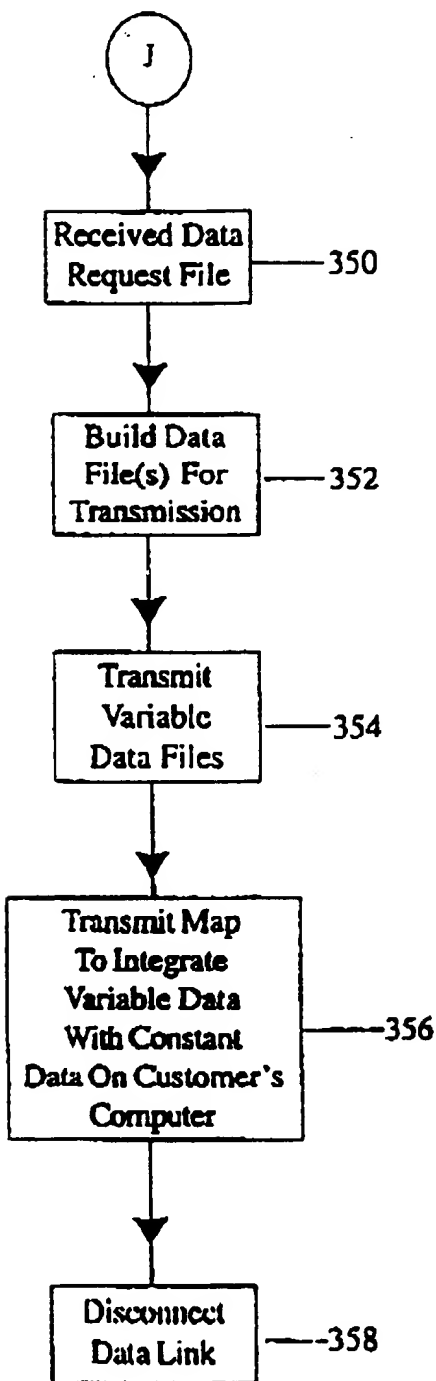 J
Received Data
Request File
350
Build Data
File(s) For
Transmission
352
Transmit
Variable
Data Files
354
Transmit Map
To Integrate
Variable Data
With Constant
Data On Customer's
Computer
356
Disconnect
Data Link
358